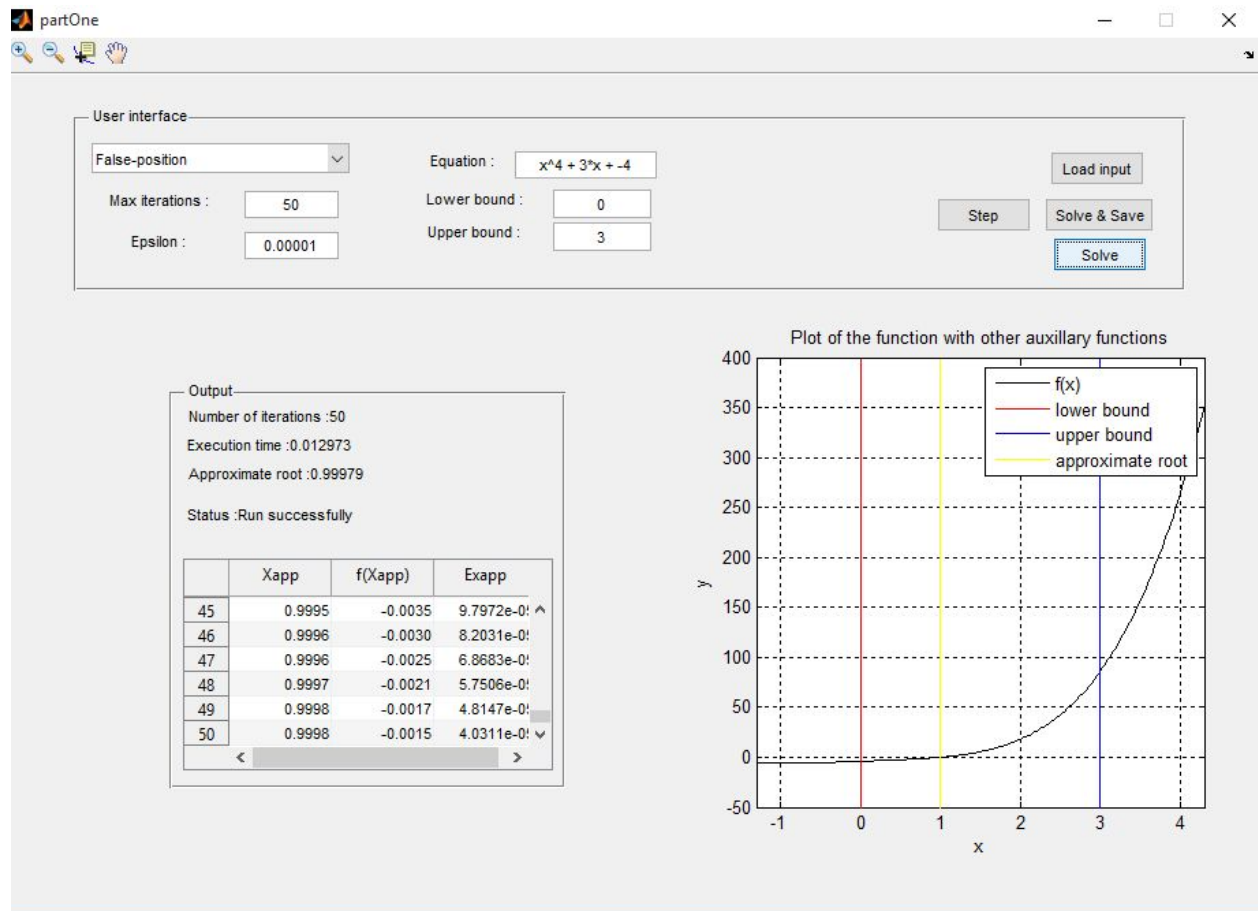 partOne
User interface
False-position
Equation : x^4 + 3*x + -4
Load input
Max iterations : 50
Lower bound : 0
Step
Solve & Save
Epsilon : 0.00001
Upper bound : 3
Solve
Output
Number of iterations :50
Execution time :0.012973
Approximate root :0.99979
Status :Run successfully
Xapp f(Xapp) Exapp
45 0.9995 -0.0035 9.7972e-0
46 0.9996 -0.0030 8.2031e-0
47 0.9996 -0.0025 6.8683e-0
48 0.9997 -0.0021 5.7506e-0
49 0.9998 -0.0017 4.8147e-0
50 0.9998 -0.0015 4.0311e-0
Plot of the function with other auxillary functions
f(x)
lower bound
upper bound
approximate root
400
350
300
250
200
150
100
50
0
-50
y
-1 0 1 2 3 4
x